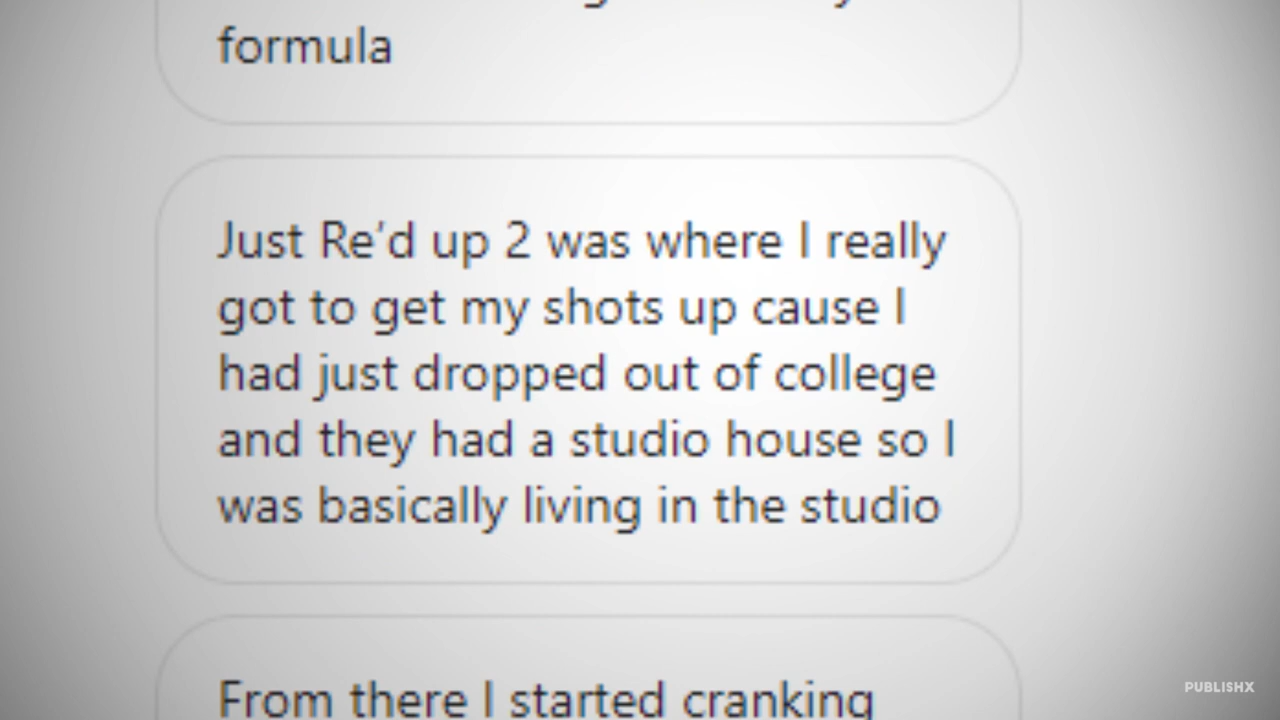 formula
Just Re'd up 2 was where I really
got to get my shots up cause I
had just dropped out of college
and they had a studio house so I
was basically living in the studio
From there I started cranking
PUBLISHX